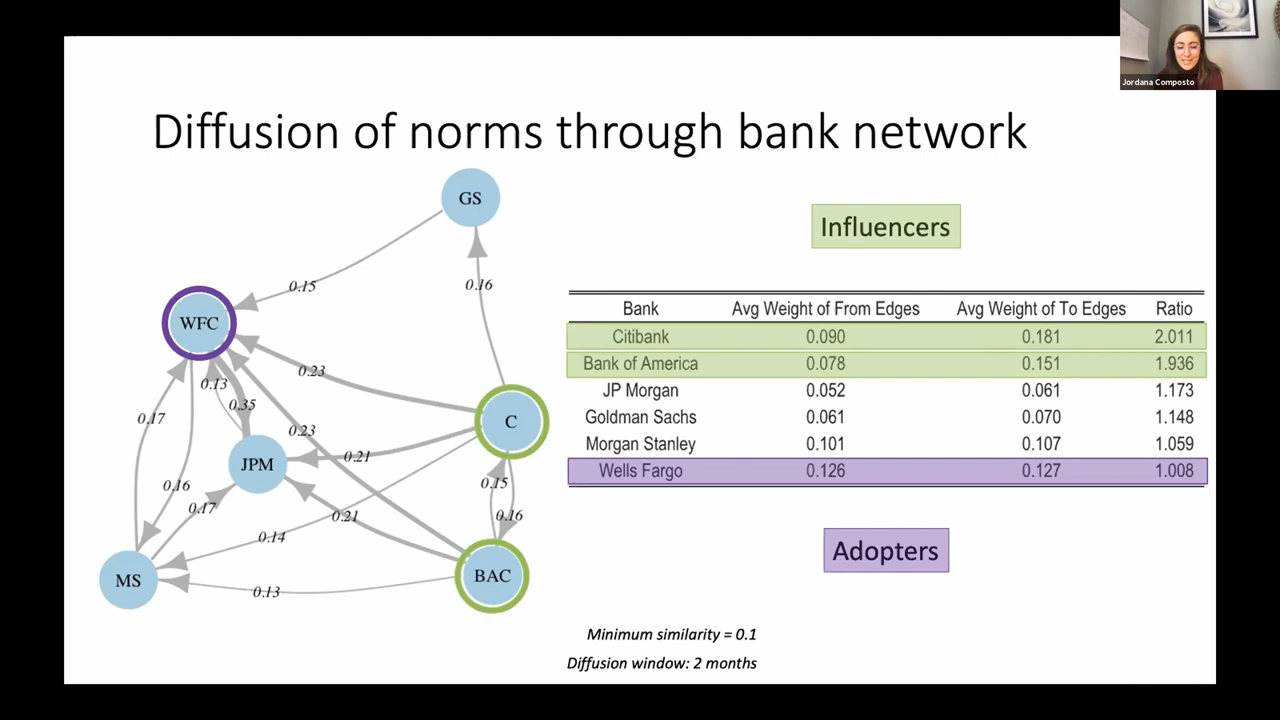 Jordana Composto
Diffusion of norms through bank network
GS
0.15
0.16
WFC
0.23
0.13
0.35
0.17
0.23
C
JPM
0.21
0.16
0.15
0.17
0.21
0.16
0.14
MS
BAC
0.13
Influencers
Bank Avg Weight of From Edges Avg Weight of To Edges Ratio
Citibank 0.090 0.181 2.011
Bank of America 0.078 0.151 1.936
JP Morgan 0.052 0.061 1.173
Goldman Sachs 0.061 0.070 1.148
Morgan Stanley 0.101 0.107 1.059
Wells Fargo 0.126 0.127 1.008
Adopters
Minimum similarity = 0.1
Diffusion window: 2 months